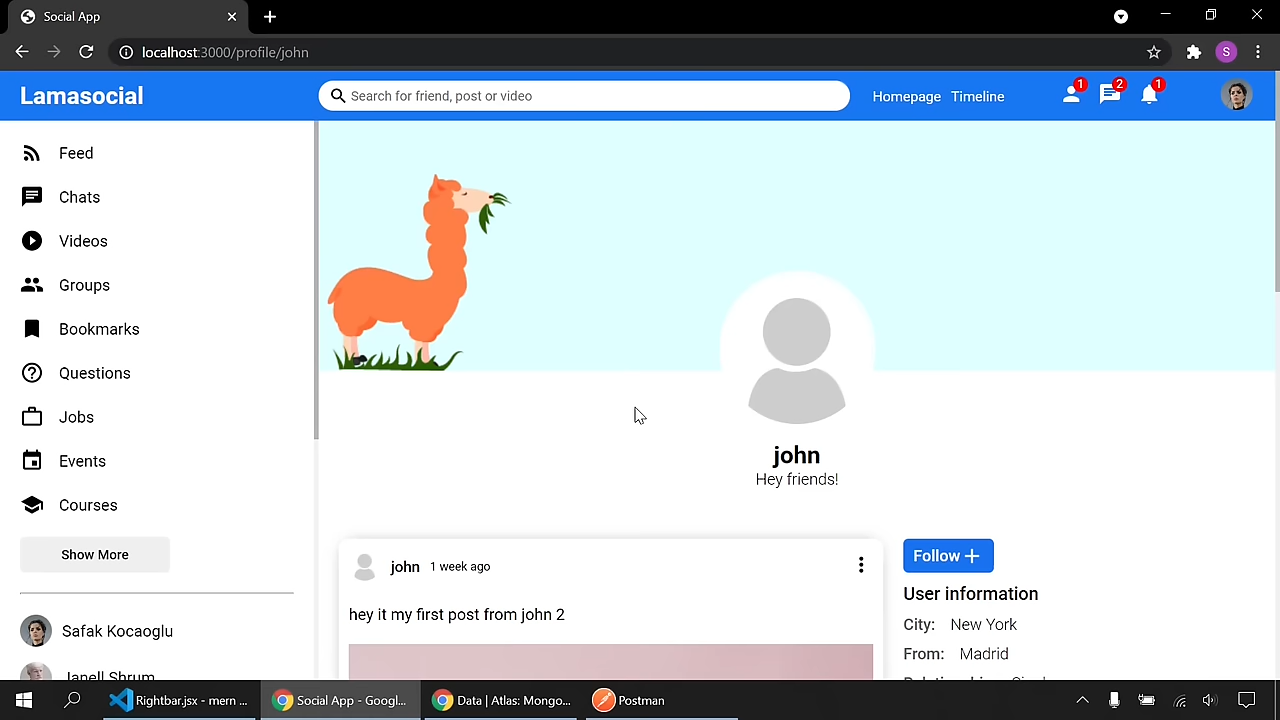 Social App
localhost:3000/profile/john
S
Lamasocial
Search for friend, post or video
Homepage Timeline
1
2
1
Feed
Chats
Videos
Groups
Bookmarks
Questions
Jobs
Events
Courses
Show More
Safak Kocaoglu
Janell Shrum
john
Hey friends!
john 1 week ago
hey it my first post from john 2
Follow
User information
City: New York
From: Madrid
Rightbar.jsx - mern ...
Social App - Googl...
Data | Atlas: Mongo...
Postman